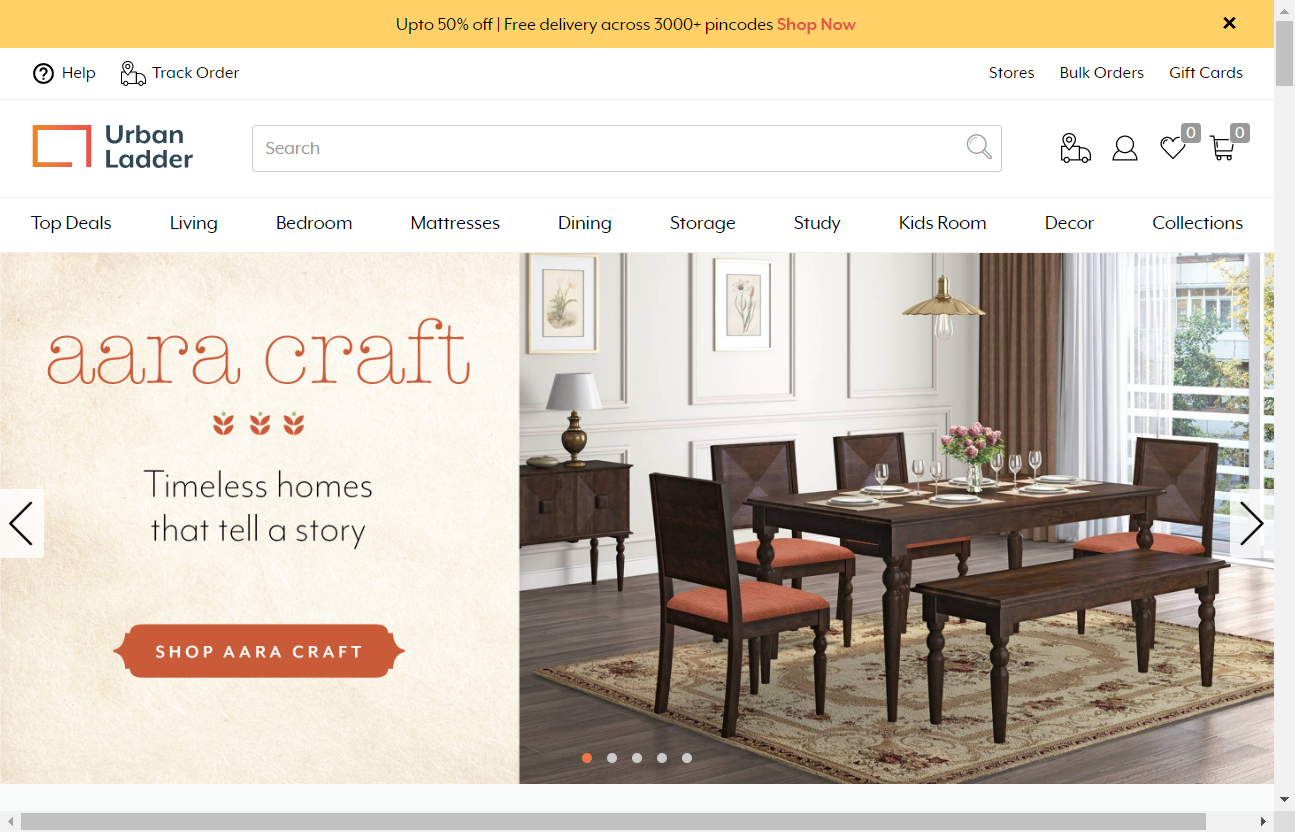 Upto 50% off | Free delivery across 3000+ pincodes Shop Now
Help
Track Order
Stores
Bulk Orders
Gift Cards
Urban
Ladder
Search
0
0
Top Deals
Living
Bedroom
Mattresses
Dining
Storage
Study
Kids Room
Decor
Collections
aara craft
Timeless homes
that tell a story
SHOP AARA CRAFT